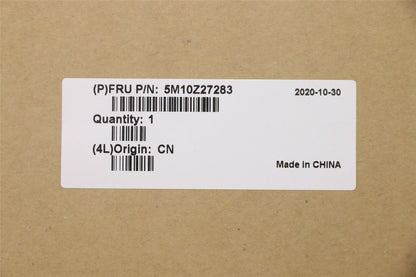 (P)FRU P/N: 5M10Z27283
2020-10-30
Quantity: 1
(4L)Origin: CN
Made in CHINA